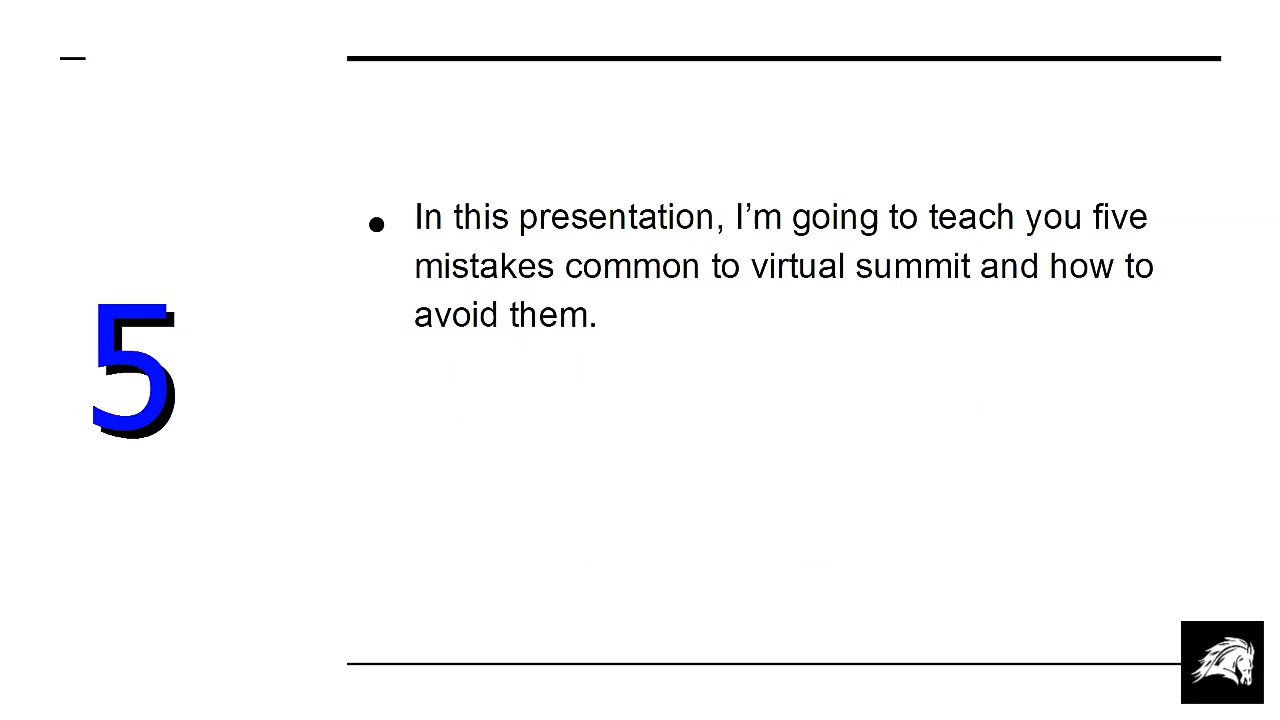 5
● In this presentation, I’m going to teach you five
mistakes common to virtual summit and how to
avoid them.